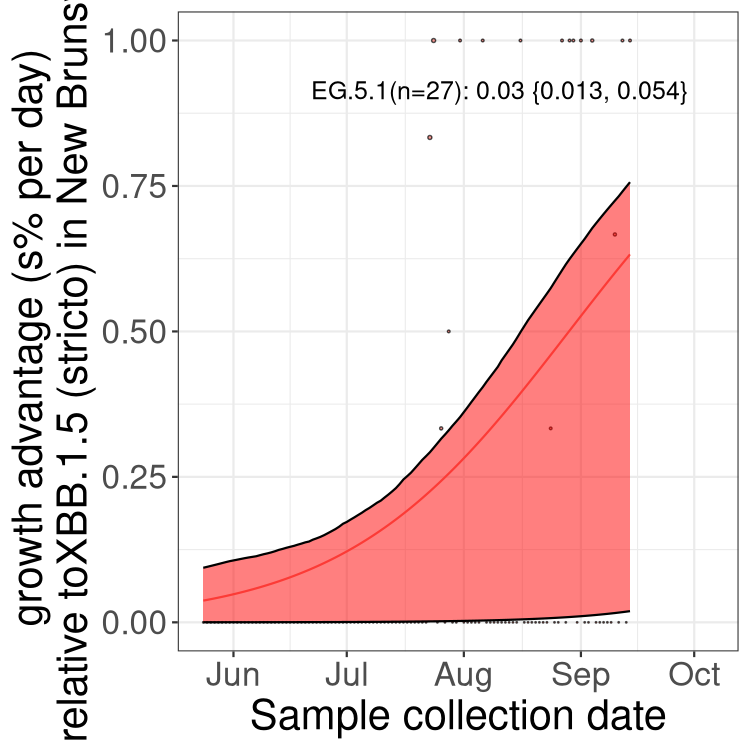 growth advantage (s% per day)
relative toXBB.1.5 (stricto) in New Bruns
1.00
0.75
0.50
0.25
0.00
EG.5.1(n=27): 0.03 {0.013, 0.054}
Jun Jul Aug Sep Oct
Sample collection date